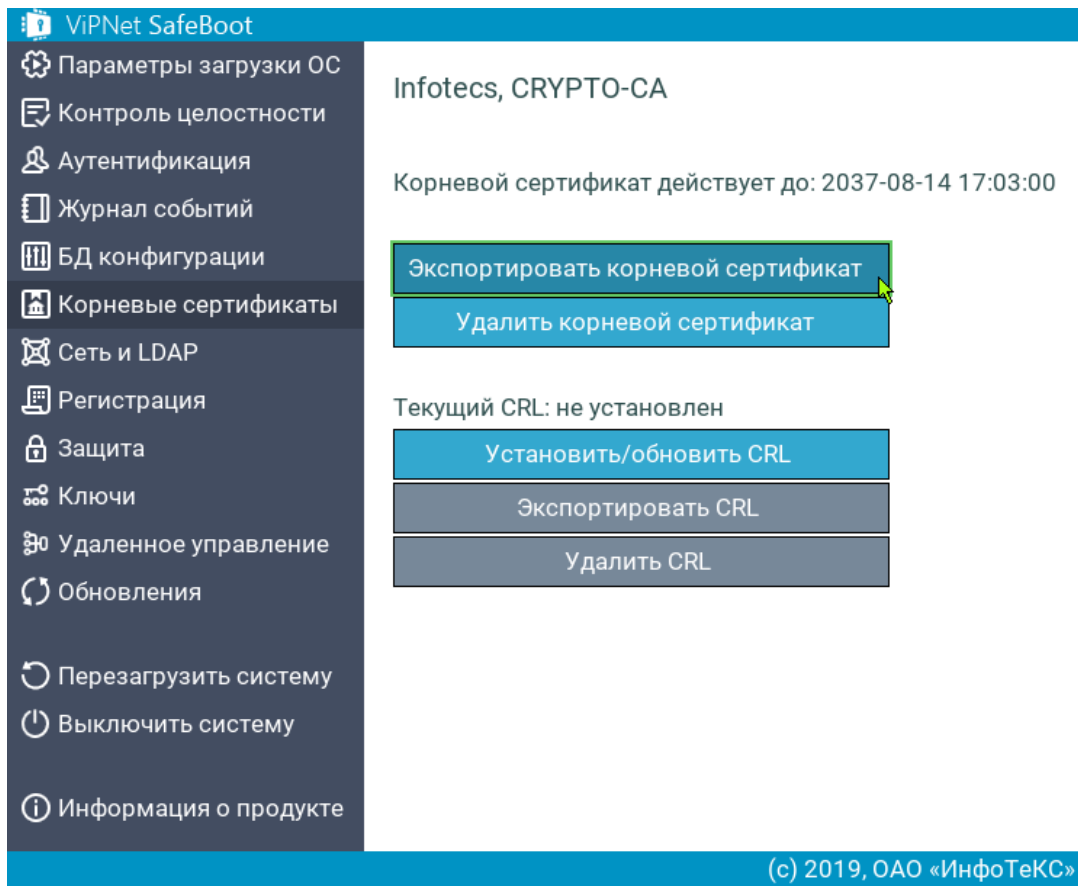 ViPNet SafeBoot
Параметры загрузки ОС
Контроль целостности
Аутентификация
Журнал событий
БД конфигурации
Корневые сертификаты
Сеть и LDAP
Регистрация
Защита
Ключи
Удаленное управление
Обновления
Перезагрузить систему
Выключить систему
Информация о продукте
Infotecs, CRYPTO-CA
Корневой сертификат действует до: 2037-08-14 17:03:00
Экспортировать корневой сертификат
Удалить корневой сертификат
Текущий CRL: не установлен
Установить/обновить CRL
Экспортировать CRL
Удалить CRL
(c) 2019, ОАО «ИнфоТеКС»